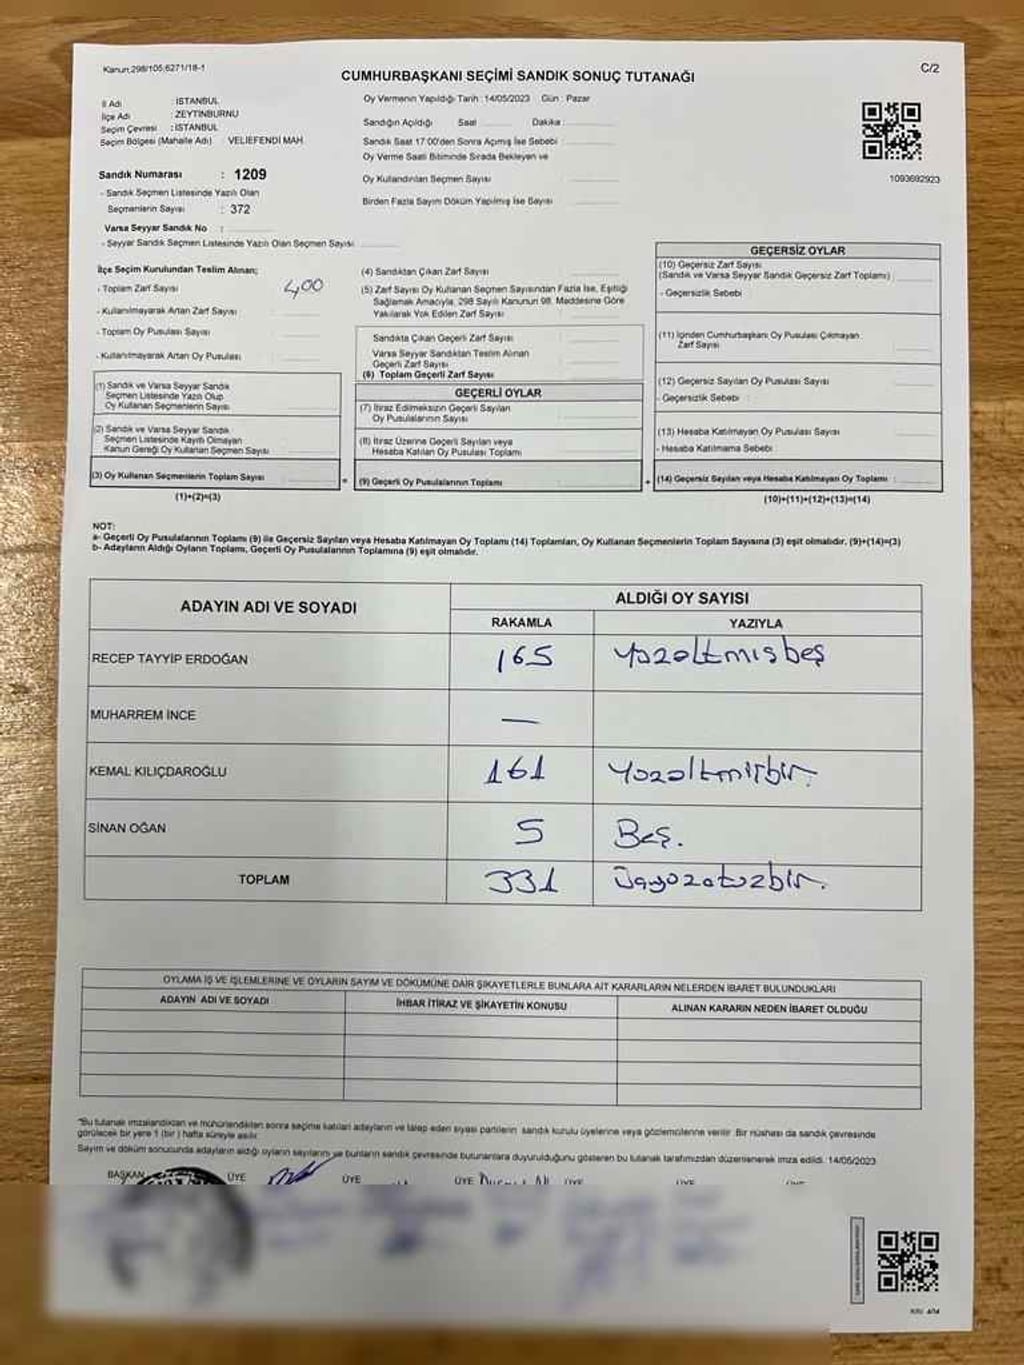 Kanun:298/105;6271/18-1
CUMHURBAŞKANI SEÇİMİ SANDIK SONUÇ TUTANAĞI
C/2
İl Adı : İSTANBUL
İlçe Adı : ZEYTİNBURNU
Seçim Çevresi : İSTANBUL
Seçim Bölgesi (Mahalle Adı) : VELİEFENDİ MAH.
Sandık Numarası : 1209
- Sandık Seçmen Listesinde Yazılı Olan
Seçmenlerin Sayısı : 372
Varsa Seyyar Sandık No :
- Seyyar Sandık Seçmen Listesinde Yazılı Olan Seçmen Sayısı
Oy Vermenin Yapıldığı Tarih : 14/05/2023 Gün : Pazar
Sandığın Açıldığı Saat Dakika :
Sandık Saat 17:00'den Sonra Açımış İse Sebebi :
Oy Verme Saati Bitiminde Sırada Bekleyen ve
Oy Kullandırılan Seçmen Sayısı
Birden Fazla Sayım Döküm Yapılmış İse Sayısı
1093692923
İlçe Seçim Kurulundan Teslim Alınan;
- Toplam Zarf Sayısı 400
- Kullanılmayarak Artan Zarf Sayısı
- Toplam Oy Pusulası Sayısı
- Kullanılmayarak Artan Oy Pusulası
(1) Sandık ve Varsa Seyyar Sandık
Seçmen Listesinde Yazılı Olup
Oy Kullanan Seçmenlerin Sayısı
(2) Sandık ve Varsa Seyyar Sandık
Seçmen Listesinde Kayıtlı Olmayan
Kanun Gereği Oy Kullanan Seçmen Sayısı
(3) Oy Kullanan Seçmenlerin Toplam Sayısı
(1)+(2)=(3)
(4) Sandıktan Çıkan Zarf Sayısı
(5) Zarf Sayısı Oy Kullanan Seçmen Sayısından Fazla İse, Eşitliği
Sağlamak Amacıyla, 298 Sayılı Kanunun 98. Maddesine Göre
Yakılarak Yok Edilen Zarf Sayısı
Sandıkta Çıkan Geçerli Zarf Sayısı
Varsa Seyyar Sandıktan Teslim Alınan
Geçerli Zarf Sayısı
(6) Toplam Geçerli Zarf Sayısı
GEÇERLİ OYLAR
(7) İtiraz Edilmeksizin Geçerli Sayılan
Oy Pusulalarının Sayısı
(8) İtiraz Üzerine Geçerli Sayılan veya
Hesaba Katılan Oy Pusulası Toplamı
= (9) Geçerli Oy Pusulalarının Toplamı
GEÇERSİZ OYLAR
(10) Geçersiz Zarf Sayısı
(Sandık ve Varsa Seyyar Sandık Geçersiz Zarf Toplamı)
- Geçersizlik Sebebi
(11) İçinden Cumhurbaşkanı Oy Pusulası Çıkmayan
Zarf Sayısı
(12) Geçersiz Sayılan Oy Pusulası Sayısı
- Geçersizlik Sebebi :
(13) Hesaba Katılmayan Oy Pusulası Sayısı
- Hesaba Katılmama Sebebi
+ (14) Geçersiz Sayılan veya Hesaba Katılmayan Oy Toplamı :
(10)+(11)+(12)+(13)=(14)
NOT:
a- Geçerli Oy Pusulalarının Toplamı (9) ile Geçersiz Sayılan veya Hesaba Katılmayan Oy Toplamı (14) Toplamları, Oy Kullanan Seçmenlerin Toplam Sayısına (3) eşit olmalıdır. (9)+(14)=(3)
b- Adayların Aldığı Oyların Toplamı, Geçerli Oy Pusulalarının Toplamına (9) eşit olmalıdır.
ADAYIN ADI VE SOYADI
ALDIĞI OY SAYISI
RAKAMLA YAZIYLA
RECEP TAYYİP ERDOĞAN 165 Yüzaltmışbeş
MUHARREM İNCE —
KEMAL KILIÇDAROĞLU 161 Yüzaltmışbir.
SİNAN OĞAN 5 Beş.
TOPLAM 331 Üçyüzotuzbir.
OYLAMA İŞ VE İŞLEMLERİNE VE OYLARIN SAYIM VE DÖKÜMÜNE DAİR ŞİKAYETLERLE BUNLARA AİT KARARLARIN NELERDEN İBARET BULUNDUKLARI
ADAYIN ADI VE SOYADI İHBAR İTİRAZ VE ŞİKAYETİN KONUSU ALINAN KARARIN NEDEN İBARET OLDUĞU
*Bu tutanak imzalandıktan ve mühürlendikten sonra seçime katılan adayların ve talep eden siyasi partilerin sandık kurulu üyelerine veya gözlemcilerine verilir. Bir nüshası da sandık çevresinde
görülecek bir yere 1 (bir) hafta süreyle asılır.
Sayım ve döküm sonucunda adayların aldığı oyların sayılarını ve bunların sandık çevresinde bulunanlara duyurulduğunu gösteren bu tutanak tarafımızdan düzenlenerek imza edildi. 14/05/2023
BAŞKAN ÜYE ÜYE ÜYE ÜYE ÜYE ÜYE